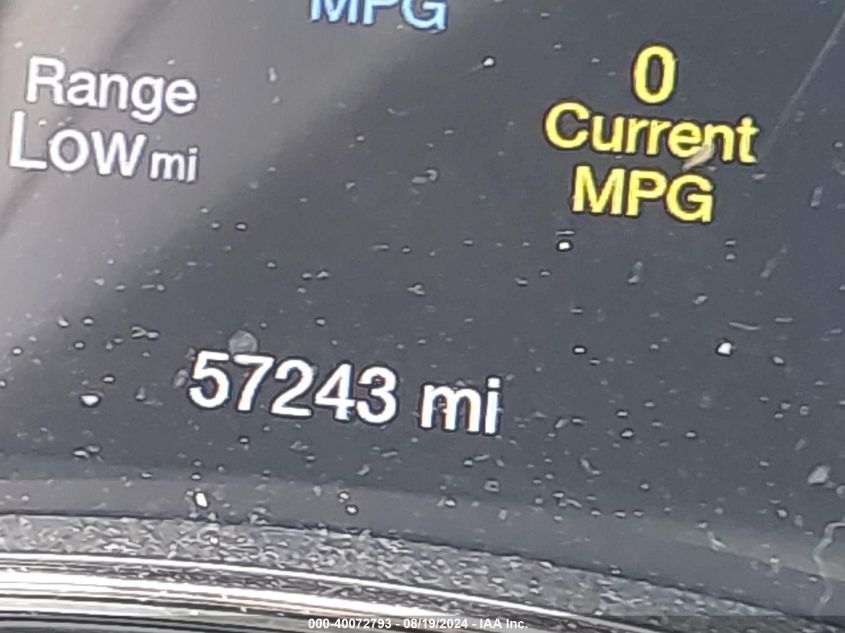 MPG
Range
LOW mi
0
Current
MPG
57243 mi
000-40072793 - 08/19/2024 - IAA Inc.